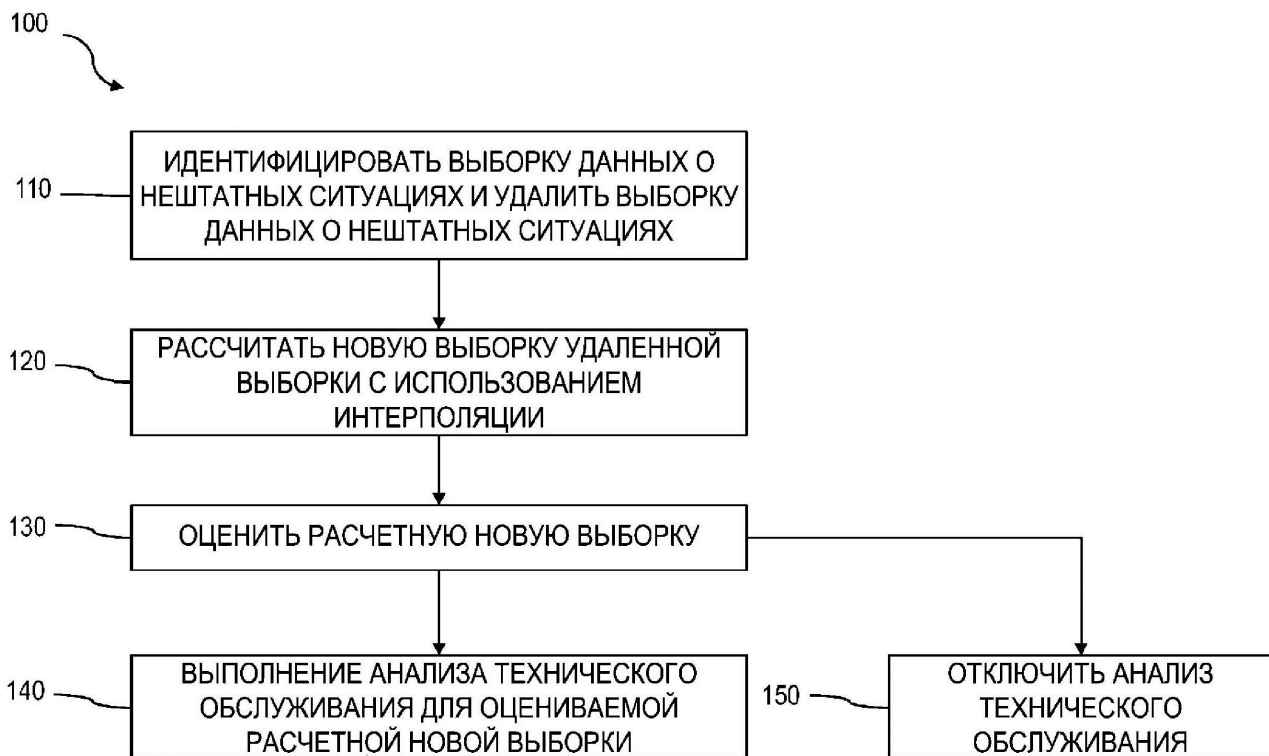 100
110
ИДЕНТИФИЦИРОВАТЬ ВЫБОРКУ ДАННЫХ О
НЕШТАТНЫХ СИТУАЦИЯХ И УДАЛИТЬ ВЫБОРКУ
ДАННЫХ О НЕШТАТНЫХ СИТУАЦИЯХ
120
РАССЧИТАТЬ НОВУЮ ВЫБОРКУ УДАЛЕННОЙ
ВЫБОРКИ С ИСПОЛЬЗОВАНИЕМ
ИНТЕРПОЛЯЦИИ
130
ОЦЕНИТЬ РАСЧЕТНУЮ НОВУЮ ВЫБОРКУ
140
ВЫПОЛНЕНИЕ АНАЛИЗА ТЕХНИЧЕСКОГО
ОБСЛУЖИВАНИЯ ДЛЯ ОЦЕНИВАЕМОЙ
РАСЧЕТНОЙ НОВОЙ ВЫБОРКИ
150
ОТКЛЮЧИТЬ АНАЛИЗ
ТЕХНИЧЕСКОГО
ОБСЛУЖИВАНИЯ